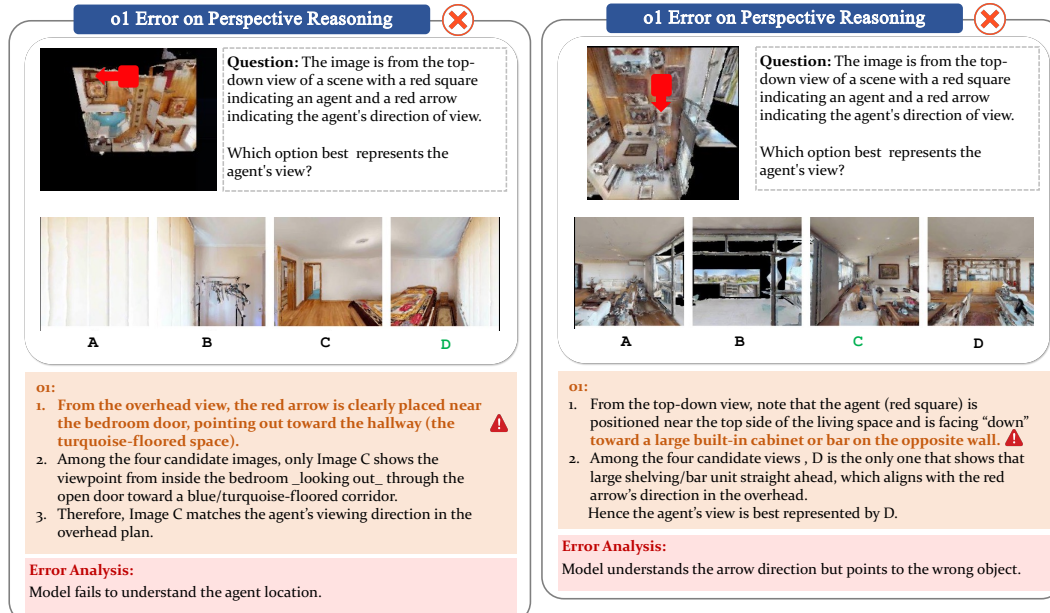 o1 Error on Perspective Reasoning
Question: The image is from the top-
down view of a scene with a red square
indicating an agent and a red arrow
indicating the agent's direction of view.
Which option best represents the
agent's view?
A
B
C
D
o1:
1. From the overhead view, the red arrow is clearly placed near
the bedroom door, pointing out toward the hallway (the
turquoise-floored space).
2. Among the four candidate images, only Image C shows the
viewpoint from inside the bedroom _looking out_ through the
open door toward a blue/turquoise-floored corridor.
3. Therefore, Image C matches the agent's viewing direction in the
overhead plan.
Error Analysis:
Model fails to understand the agent location.
o1 Error on Perspective Reasoning
Question: The image is from the top-
down view of a scene with a red square
indicating an agent and a red arrow
indicating the agent's direction of view.
Which option best represents the
agent's view?
A
B
C
D
o1:
1. From the top-down view, note that the agent (red square) is
positioned near the top side of the living space and is facing “down”
toward a large built-in cabinet or bar on the opposite wall.
2. Among the four candidate views , D is the only one that shows that
large shelving/bar unit straight ahead, which aligns with the red
arrow's direction in the overhead.
Hence the agent's view is best represented by D.
Error Analysis:
Model understands the arrow direction but points to the wrong object.